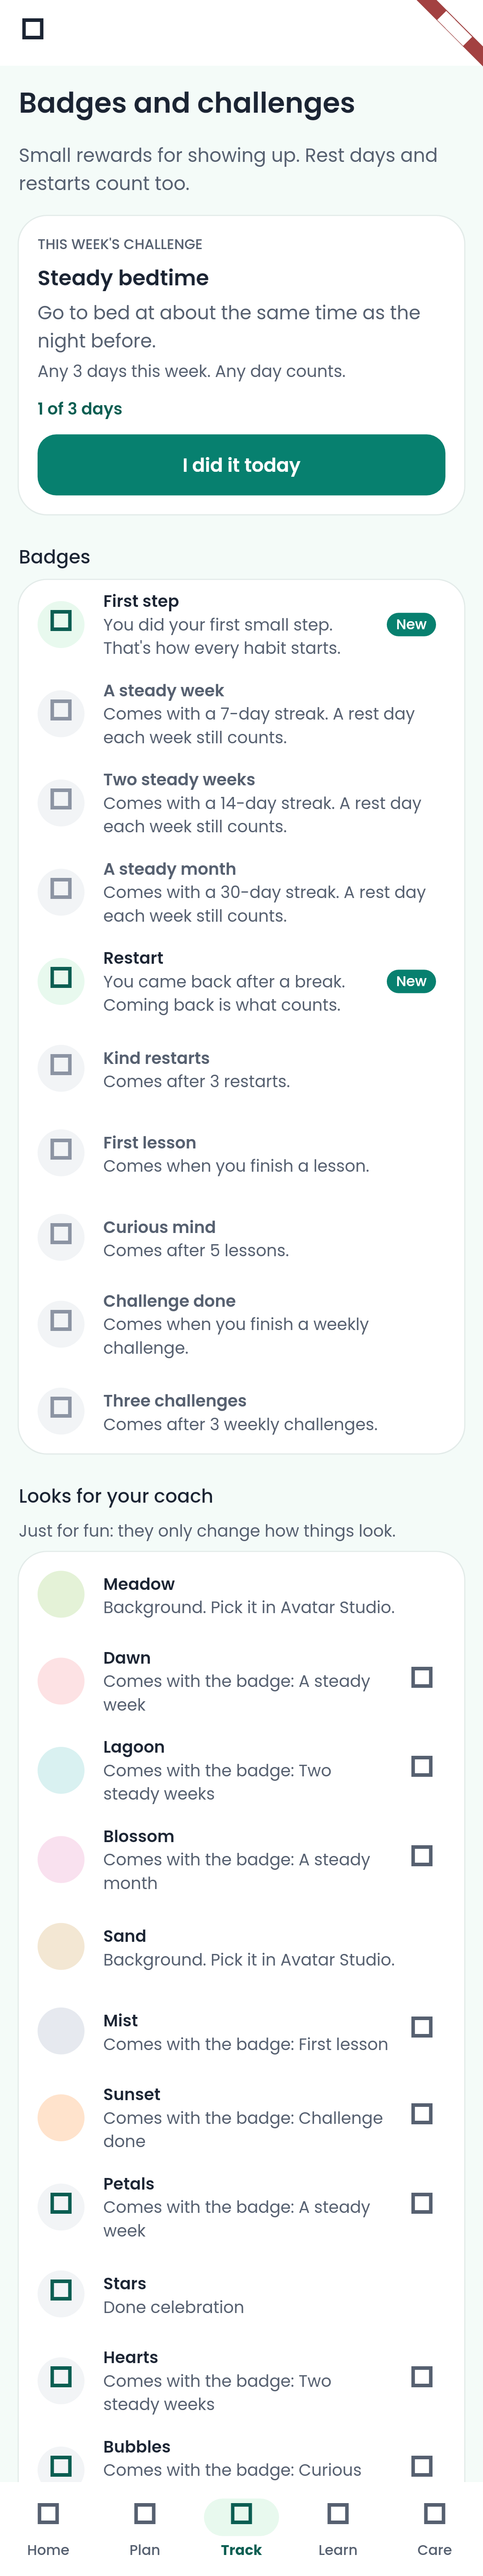 Badges and challenges
Small rewards for showing up. Rest days and
restarts count too.
THIS WEEK'S CHALLENGE
Steady bedtime
Go to bed at about the same time as the
night before.
Any 3 days this week. Any day counts.
1 of 3 days
I did it today
Badges
First step
You did your first small step.
That's how every habit starts.
New
A steady week
Comes with a 7-day streak. A rest day
each week still counts.
Two steady weeks
Comes with a 14-day streak. A rest day
each week still counts.
A steady month
Comes with a 30-day streak. A rest day
each week still counts.
Restart
You came back after a break.
Coming back is what counts.
New
Kind restarts
Comes after 3 restarts.
First lesson
Comes when you finish a lesson.
Curious mind
Comes after 5 lessons.
Challenge done
Comes when you finish a weekly
challenge.
Three challenges
Comes after 3 weekly challenges.
Looks for your coach
Just for fun: they only change how things look.
Meadow
Background. Pick it in Avatar Studio.
Dawn
Comes with the badge: A steady
week
Lagoon
Comes with the badge: Two
steady weeks
Blossom
Comes with the badge: A steady
month
Sand
Background. Pick it in Avatar Studio.
Mist
Comes with the badge: First lesson
Sunset
Comes with the badge: Challenge
done
Petals
Comes with the badge: A steady
week
Stars
Done celebration
Hearts
Comes with the badge: Two
steady weeks
Bubbles
Comes with the badge: Curious
Home
Plan
Track
Learn
Care